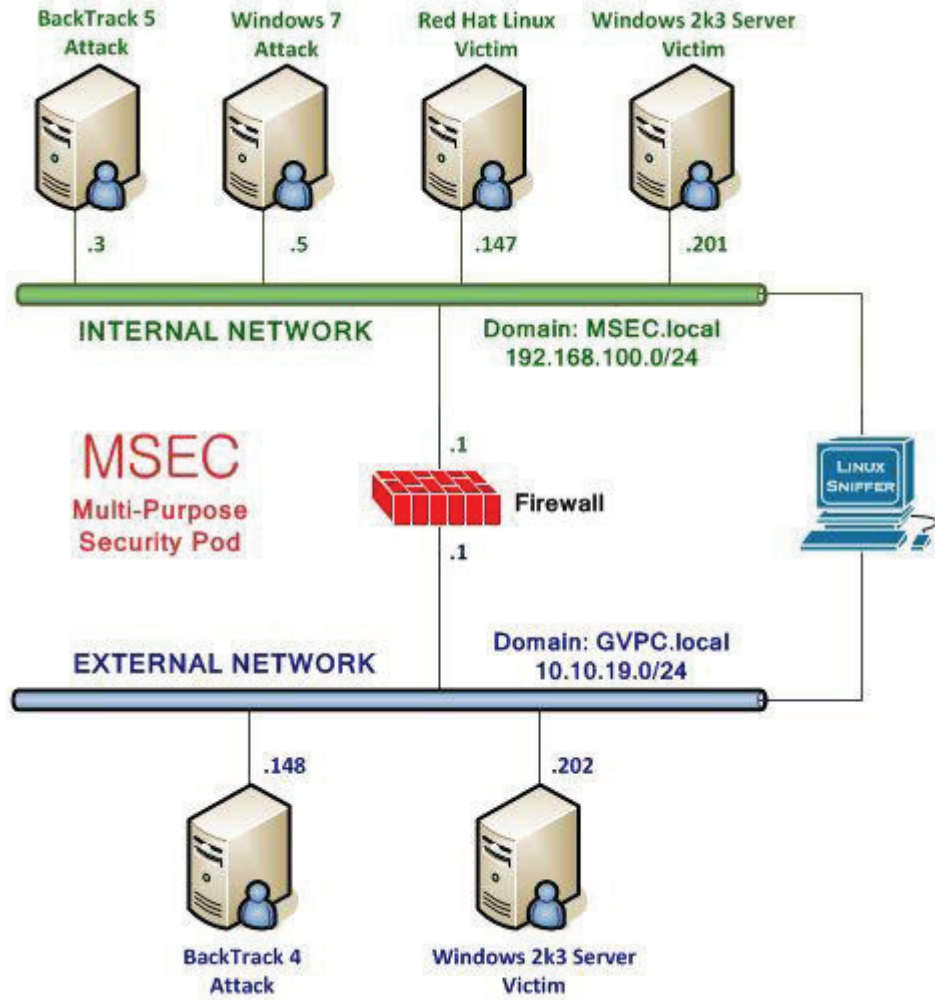 BackTrack 5
Attack
Windows 7
Attack
Red Hat Linux
Victim
Windows 2k3 Server
Victim
.3
.5
.147
.201
INTERNAL NETWORK
Domain: MSEC.local
192.168.100.0/24
MSEC
Multi-Purpose
Security Pod
.1
Firewall
.1
LINUX
SNIFFER
EXTERNAL NETWORK
Domain: GVPC.local
10.10.19.0/24
.148
.202
BackTrack 4
Attack
Windows 2k3 Server
Victim